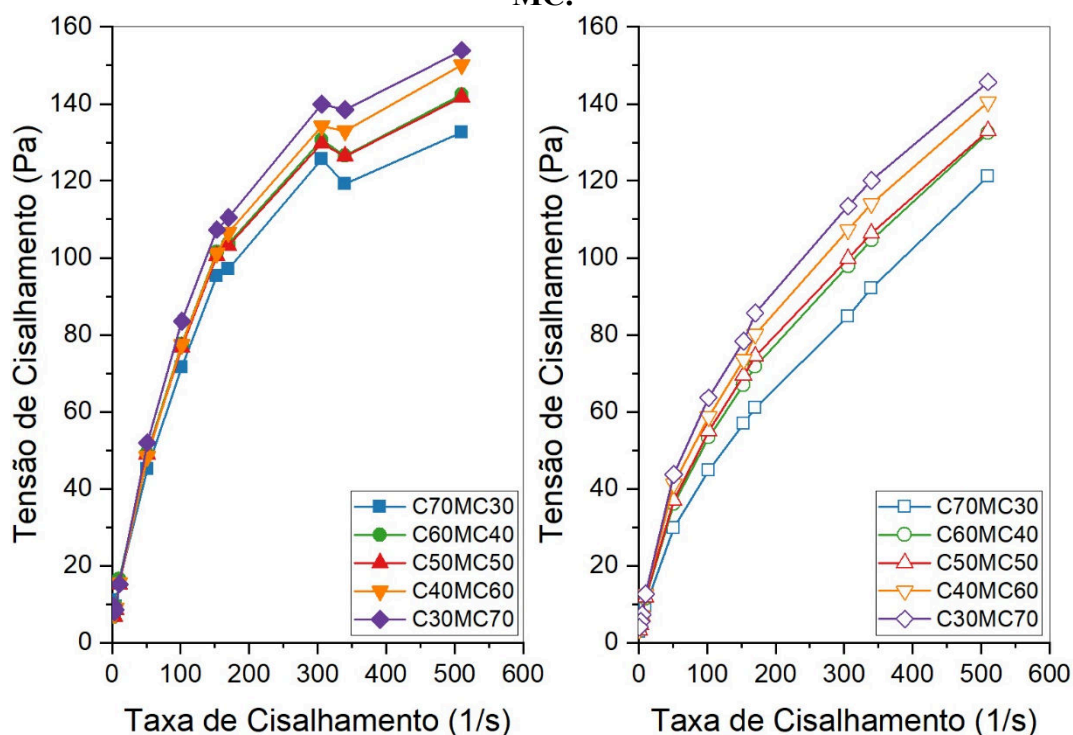 MC.
160
140
120
100
80
60
40
20
0
Tensão de Cisalhamento (Pa)
0 100 200 300 400 500 600
Taxa de Cisalhamento (1/s)
C70MC30
C60MC40
C50MC50
C40MC60
C30MC70
160
140
120
100
80
60
40
20
0
Tensão de Cisalhamento (Pa)
0 100 200 300 400 500 600
Taxa de Cisalhamento (1/s)
C70MC30
C60MC40
C50MC50
C40MC60
C30MC70